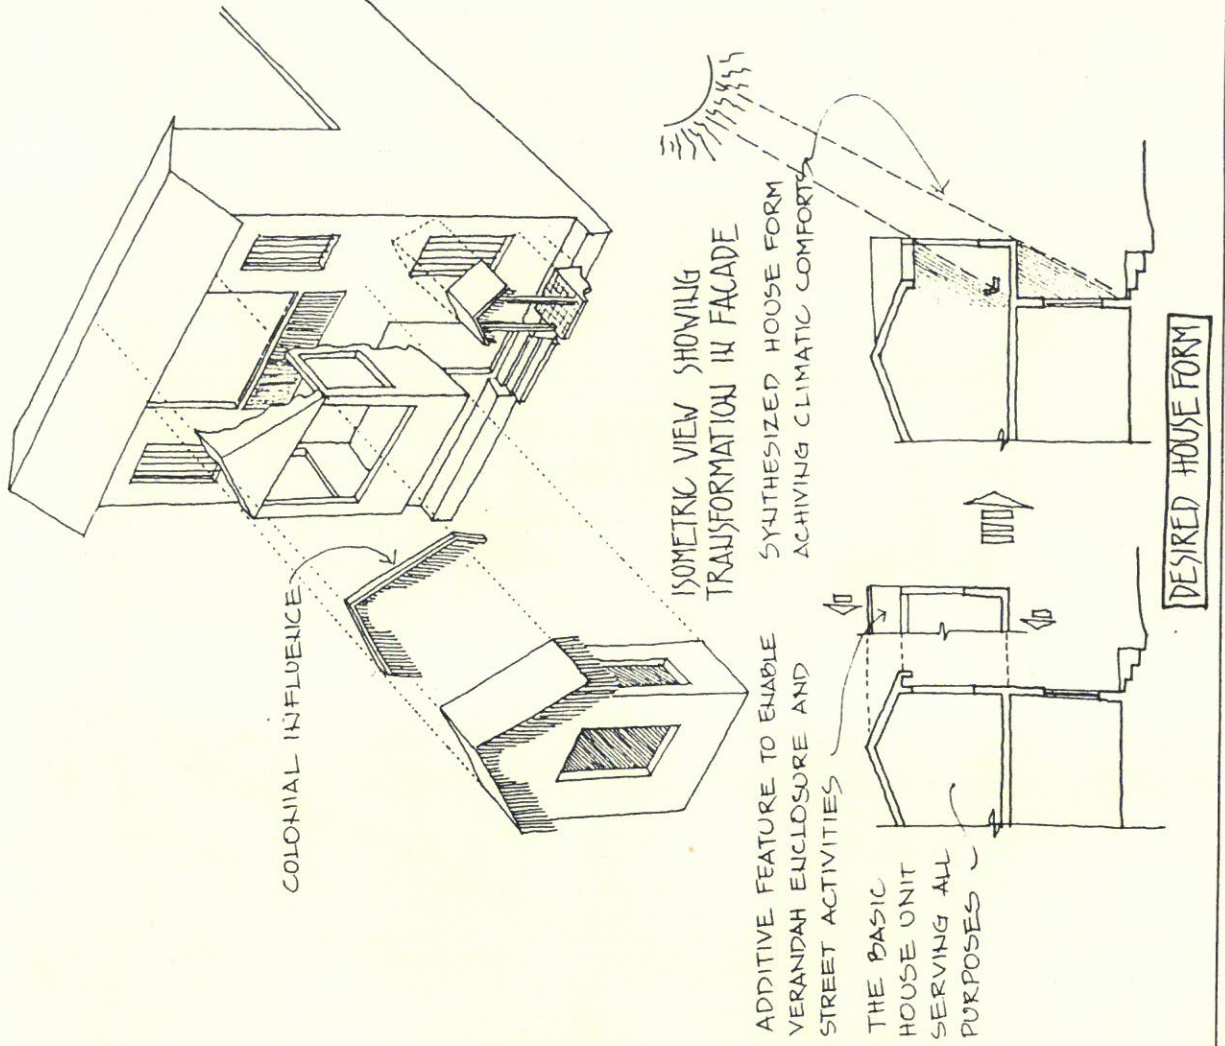 COLONIAL INFLUENCE
ISOMETRIC VIEW SHOWING
TRANSFORMATION IN FACADE
ADDITIVE FEATURE TO ENABLE
VERANDAH ENCLOSURE AND
STREET ACTIVITIES
SYNTHESIZED HOUSE FORM
ACHIVING CLIMATIC COMFORTS
THE BASIC
HOUSE UNIT
SERVING ALL
PURPOSES
DESIRED HOUSE FORM